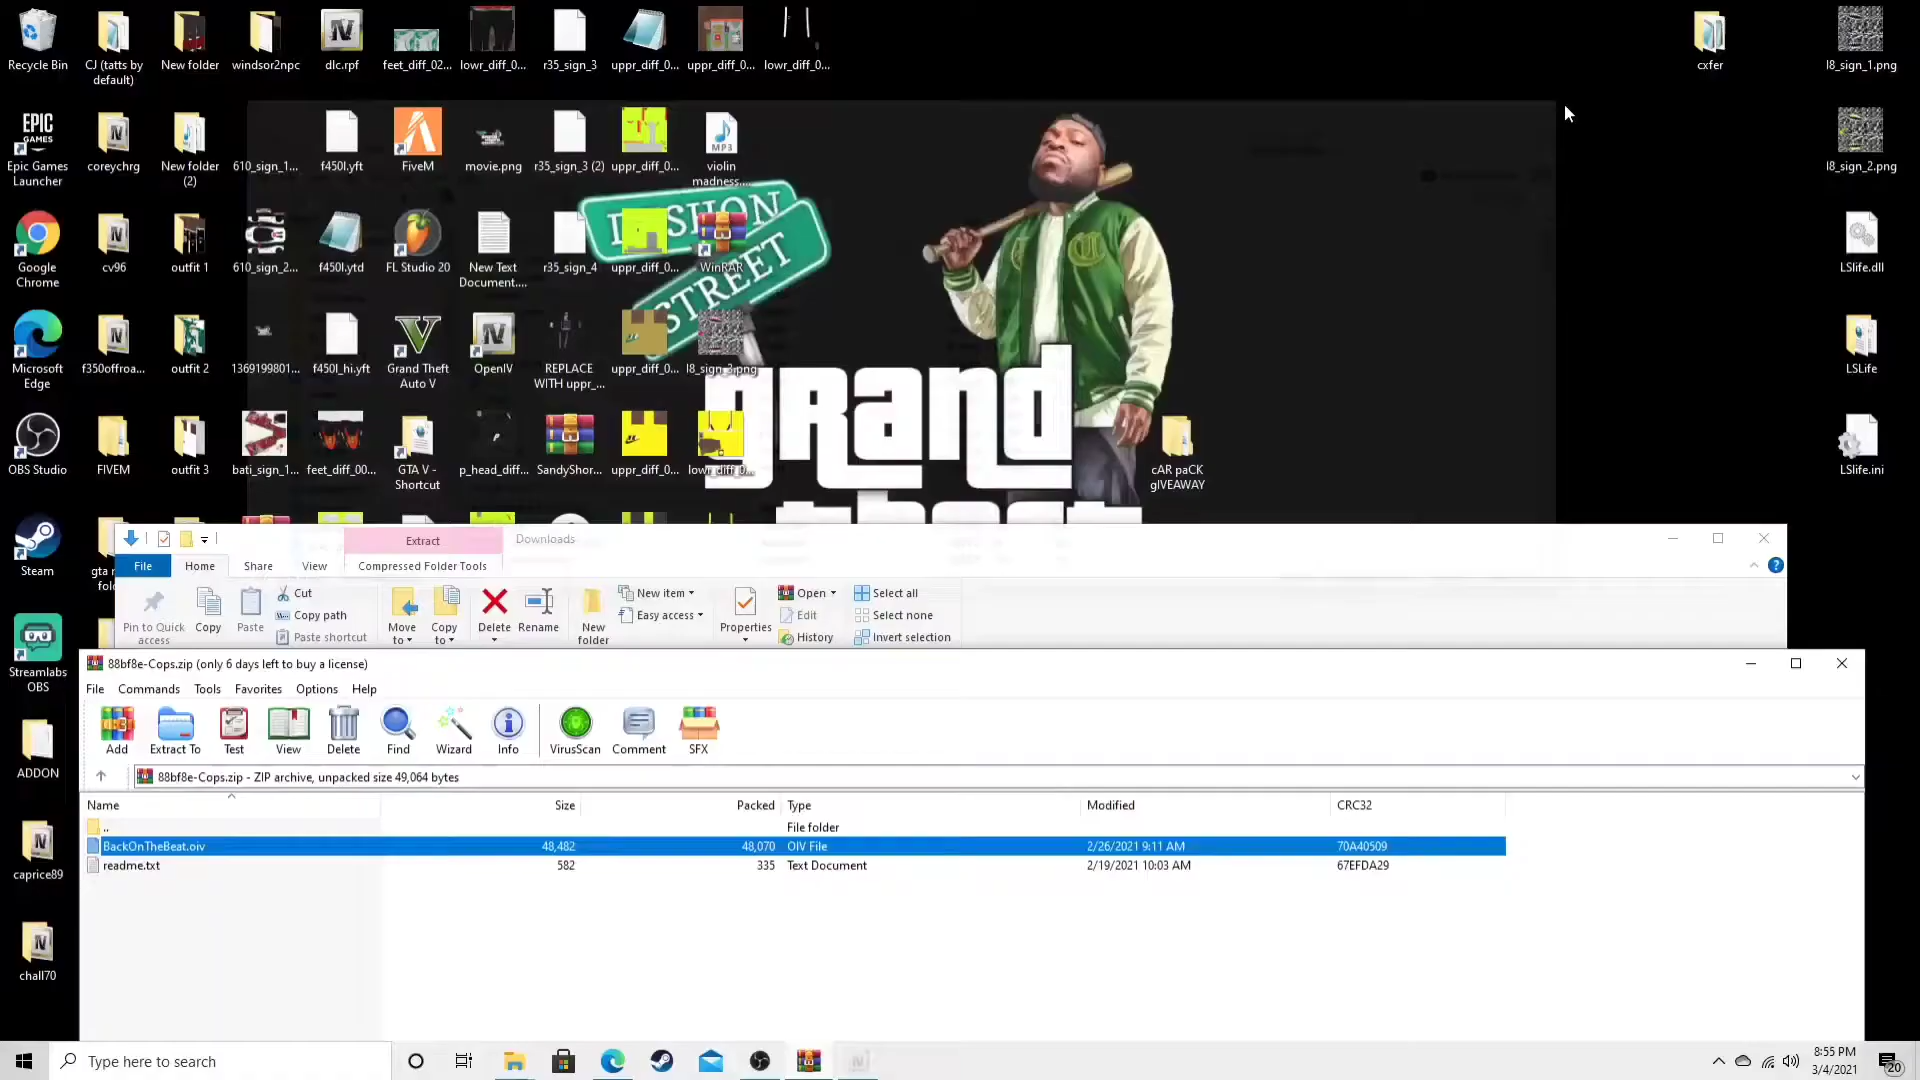 Recycle Bin
CJ (tatts by
default)
New folder
windsor2npc
dlc.rpf
feet_diff_02...
lowr_diff_0...
r35_sign_3
uppr_diff_0...
uppr_diff_0...
lowr_diff_0...
cxfer
l8_sign_1.png
EPIC
GAMES
Epic Games
Launcher
coreychrg
New folder
(2)
610_sign_1...
f450l.yft
FiveM
movie.png
r35_sign_3 (2)
uppr_diff_0...
MP3
violin
madness....
l8_sign_2.png
STREET
Google
Chrome
cv96
outfit 1
610_sign_2...
f450l.ytd
FL Studio 20
New Text
Document....
r35_sign_4
uppr_diff_0...
WinRAR
LSlife.dll
Microsoft
Edge
f350offroa...
outfit 2
1369199801...
f450l_hi.yft
Grand Theft
Auto V
OpenIV
REPLACE
WITH uppr_...
uppr_diff_0...
l8_sign_2.png
LSLife
grand
theft
OBS Studio
FIVEM
outfit 3
bati_sign_1...
feet_diff_00...
GTA V -
Shortcut
p_head_diff...
SandyShor...
uppr_diff_0...
lowr_diff_0...
cAR paCK
gIVEAWAY
LSlife.ini
Steam
Extract
Downloads
File
Home
Share
View
Compressed Folder Tools
Pin to Quick
access
Copy
Paste
Cut
Copy path
Paste shortcut
Move
to
Copy
to
Delete
Rename
New
folder
New item
Easy access
Properties
Open
Edit
History
Select all
Select none
Invert selection
Streamlabs
OBS
88bf8e-Cops.zip (only 6 days left to buy a license)
File Commands Tools Favorites Options Help
Add Extract To Test View Delete Find Wizard Info VirusScan Comment SFX
88bf8e-Cops.zip - ZIP archive, unpacked size 49,064 bytes
Name Size Packed Type Modified CRC32
.. File folder
BackOnTheBeat.oiv 48,482 48,070 OIV File 2/26/2021 9:11 AM 70A40509
readme.txt 582 335 Text Document 2/19/2021 10:03 AM 67EFDA29
ADDON
caprice89
chall70
Type here to search
8:55 PM
3/4/2021
20